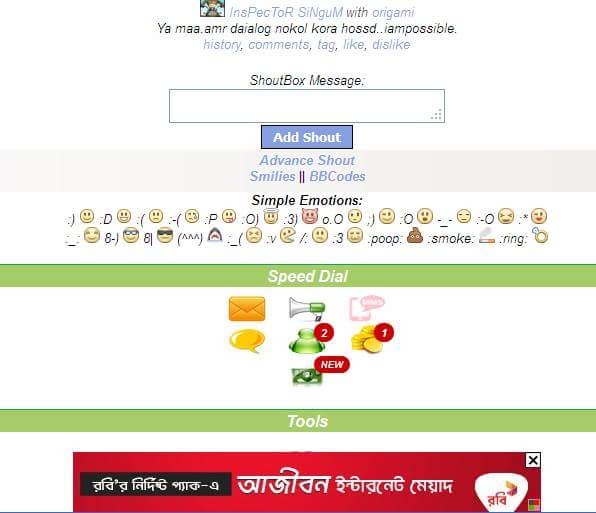 InsPecToR SiNguM with origami
Ya maa.amr daialog nokol kora hossd..iampossible.
history, comments, tag, like, dislike
ShoutBox Message:
Add Shout
Advance Shout
Smilies || BBCodes
Simple Emotions:
:) :D :( :-( :P :O) :3) o.O ;) :O -_- :-O :*
:_: 8-) 8| (^^^) :_( :v /: :3 :poop: :smoke: :ring:
Speed Dial
2
1
NEW
Tools
রবি'র নির্দিষ্ট প্যাক-এ আজীবন ইন্টারনেট মেয়াদ
রবি